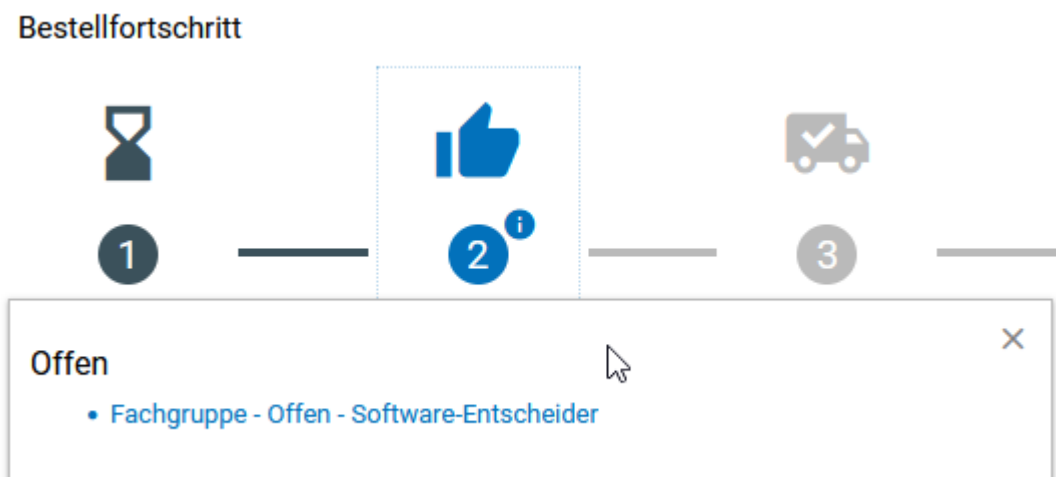 Bestellfortschritt
1 2 i 3
Offen
• Fachgruppe - Offen - Software-Entscheider